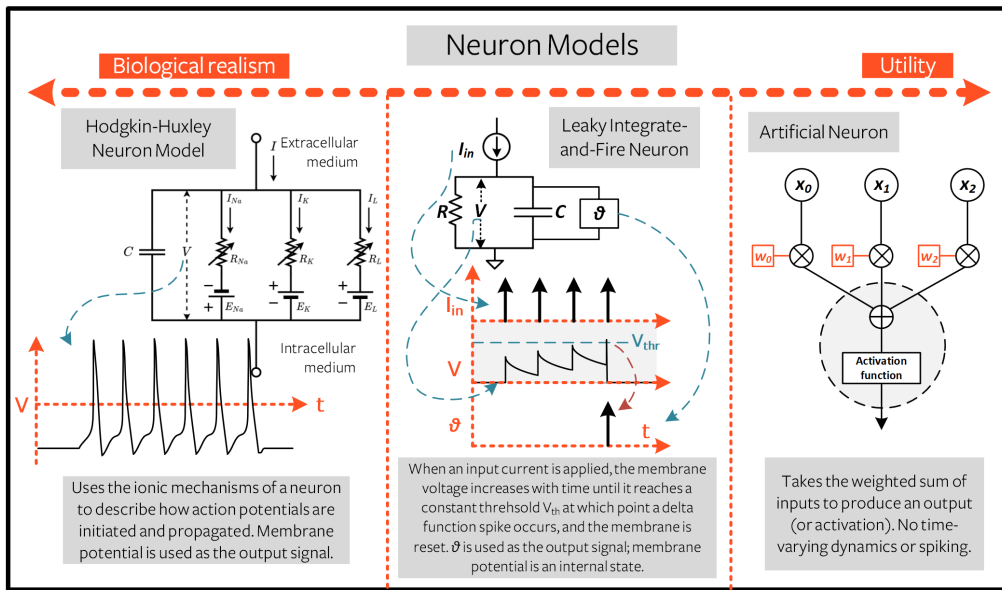 Neuron Models
Biological realism
Utility
Hodgkin-Huxley
Neuron Model
I
Extracellular
medium
I_Na
I_K
I_L
C
V
R_Na
R_K
R_L
−
+
+
+
−
−
E_Na
E_K
E_L
Intracellular
medium
V
t
Uses the ionic mechanisms of a neuron
to describe how action potentials are
initiated and propagated. Membrane
potential is used as the output signal.
Leaky Integrate-
and-Fire Neuron
I_in
R
V
C
ϑ
I_in
V_thr
V
ϑ
t
When an input current is applied, the membrane
voltage increases with time until it reaches a
constant threhsold V_th at which point a delta
function spike occurs, and the membrane is
reset. ϑ is used as the output signal; membrane
potential is an internal state.
Artificial Neuron
x_0
x_1
x_2
w_0
w_1
w_2
Activation
function
Takes the weighted sum of
inputs to produce an output
(or activation). No time-
varying dynamics or spiking.